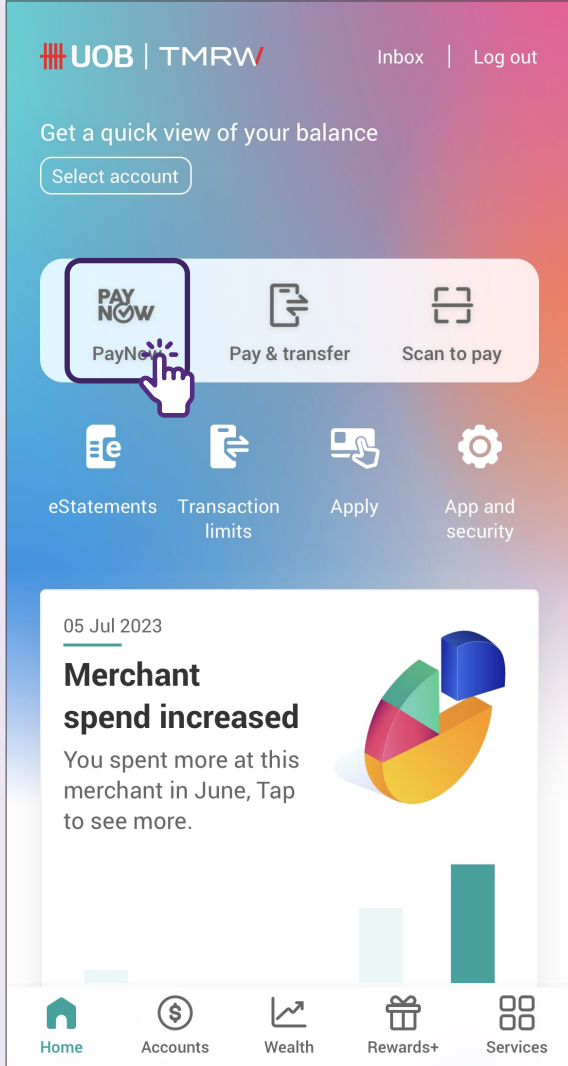 UOB | TMRW
Inbox | Log out
Get a quick view of your balance
Select account
PAY
NOW
PayNow
Pay & transfer
Scan to pay
e
eStatements
Transaction
limits
Apply
App and
security
05 Jul 2023
Merchant
spend increased
You spent more at this
merchant in June, Tap
to see more.
$
Home
Accounts
Wealth
Rewards+
Services